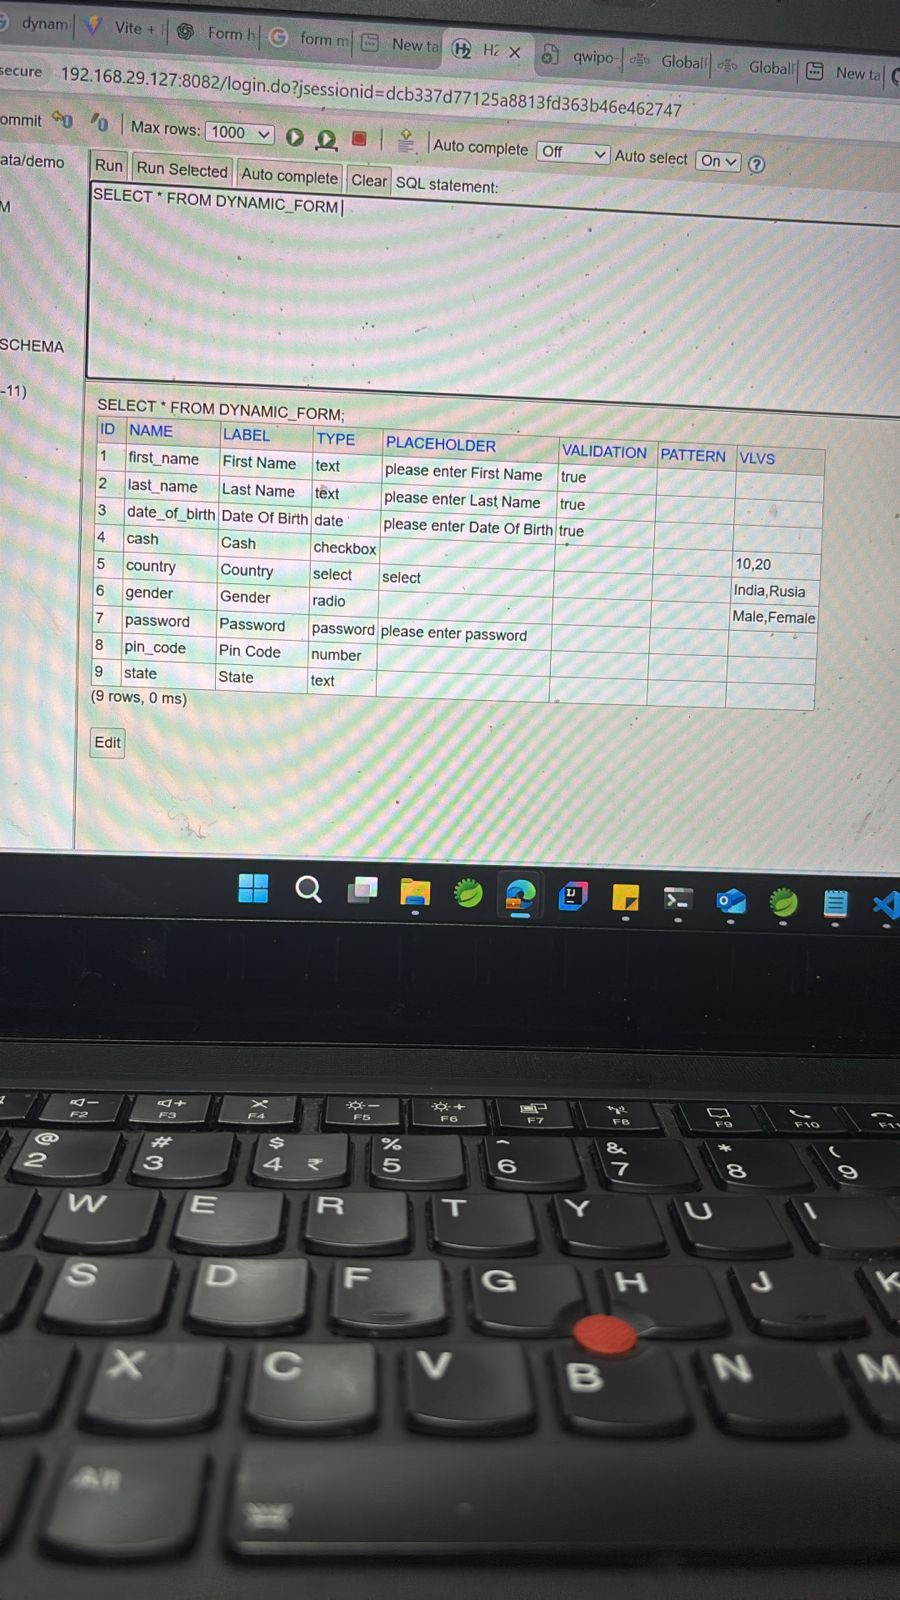 dynami
Vite +
Form h
form m
New ta
H2
qwipo-
Globall
Globall
New ta
secure 192.168.29.127:8082/login.do?jsessionid=dcb337d77125a8813fd363b46e462747
ommit Max rows: 1000 Auto complete Off Auto select On ?
ata/demo
M
SCHEMA
-11)
Run Run Selected Auto complete Clear SQL statement:
SELECT * FROM DYNAMIC_FORM
SELECT * FROM DYNAMIC_FORM;
ID NAME LABEL TYPE PLACEHOLDER VALIDATION PATTERN VLVS
1 first_name First Name text please enter First Name true
2 last_name Last Name text please enter Last Name true
3 date_of_birth Date Of Birth date please enter Date Of Birth true
4 cash Cash checkbox 10,20
5 country Country select select India,Rusia
6 gender Gender radio Male,Female
7 password Password password please enter password
8 pin_code Pin Code number
9 state State text
(9 rows, 0 ms)
Edit
F2 F3 F4 F5 F6 F7 F8 F9 F10 F11
@ # $ % ^ & * (
2 3 4 ₹ 5 6 7 8 9
W E R T Y U I
S D F G H J K
X C V B N M
Alt